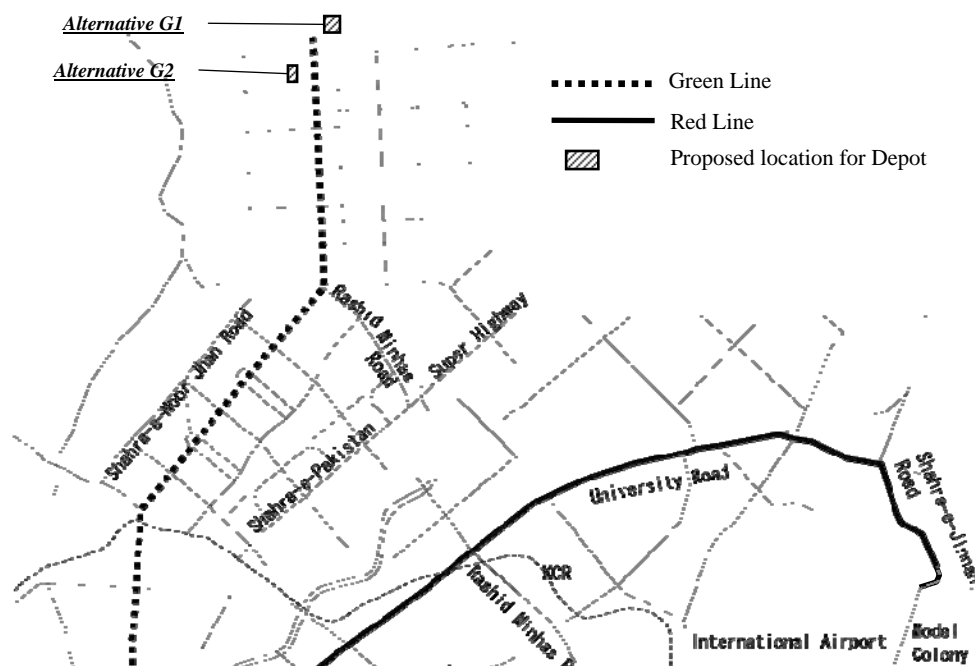 Alternative G1
Alternative G2
Green Line
Red Line
Proposed location for Depot
Rashid Minhas
Road
Super Highway
Shahra-e-Noor Jhan Road
Shahra-e-Pakistan
University Road
Shahra-e-Jinnah
Road
KCR
Rashid Minhas R
International Airport
Model
Colony